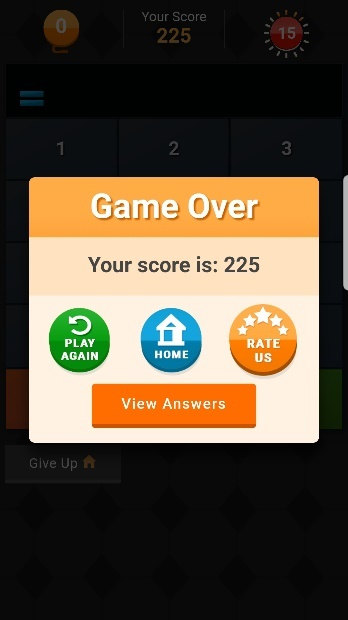 0
Your Score
225
15
=
1 2 3
Game Over
Your score is: 225
PLAY
AGAIN
HOME
RATE
US
View Answers
Give Up